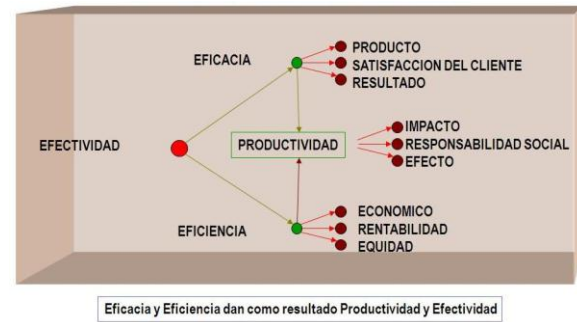 EFICACIA
PRODUCTO
SATISFACCION DEL CLIENTE
RESULTADO
EFECTIVIDAD
PRODUCTIVIDAD
IMPACTO
RESPONSABILIDAD SOCIAL
EFECTO
EFICIENCIA
ECONOMICO
RENTABILIDAD
EQUIDAD
Eficacia y Eficiencia dan como resultado Productividad y Efectividad